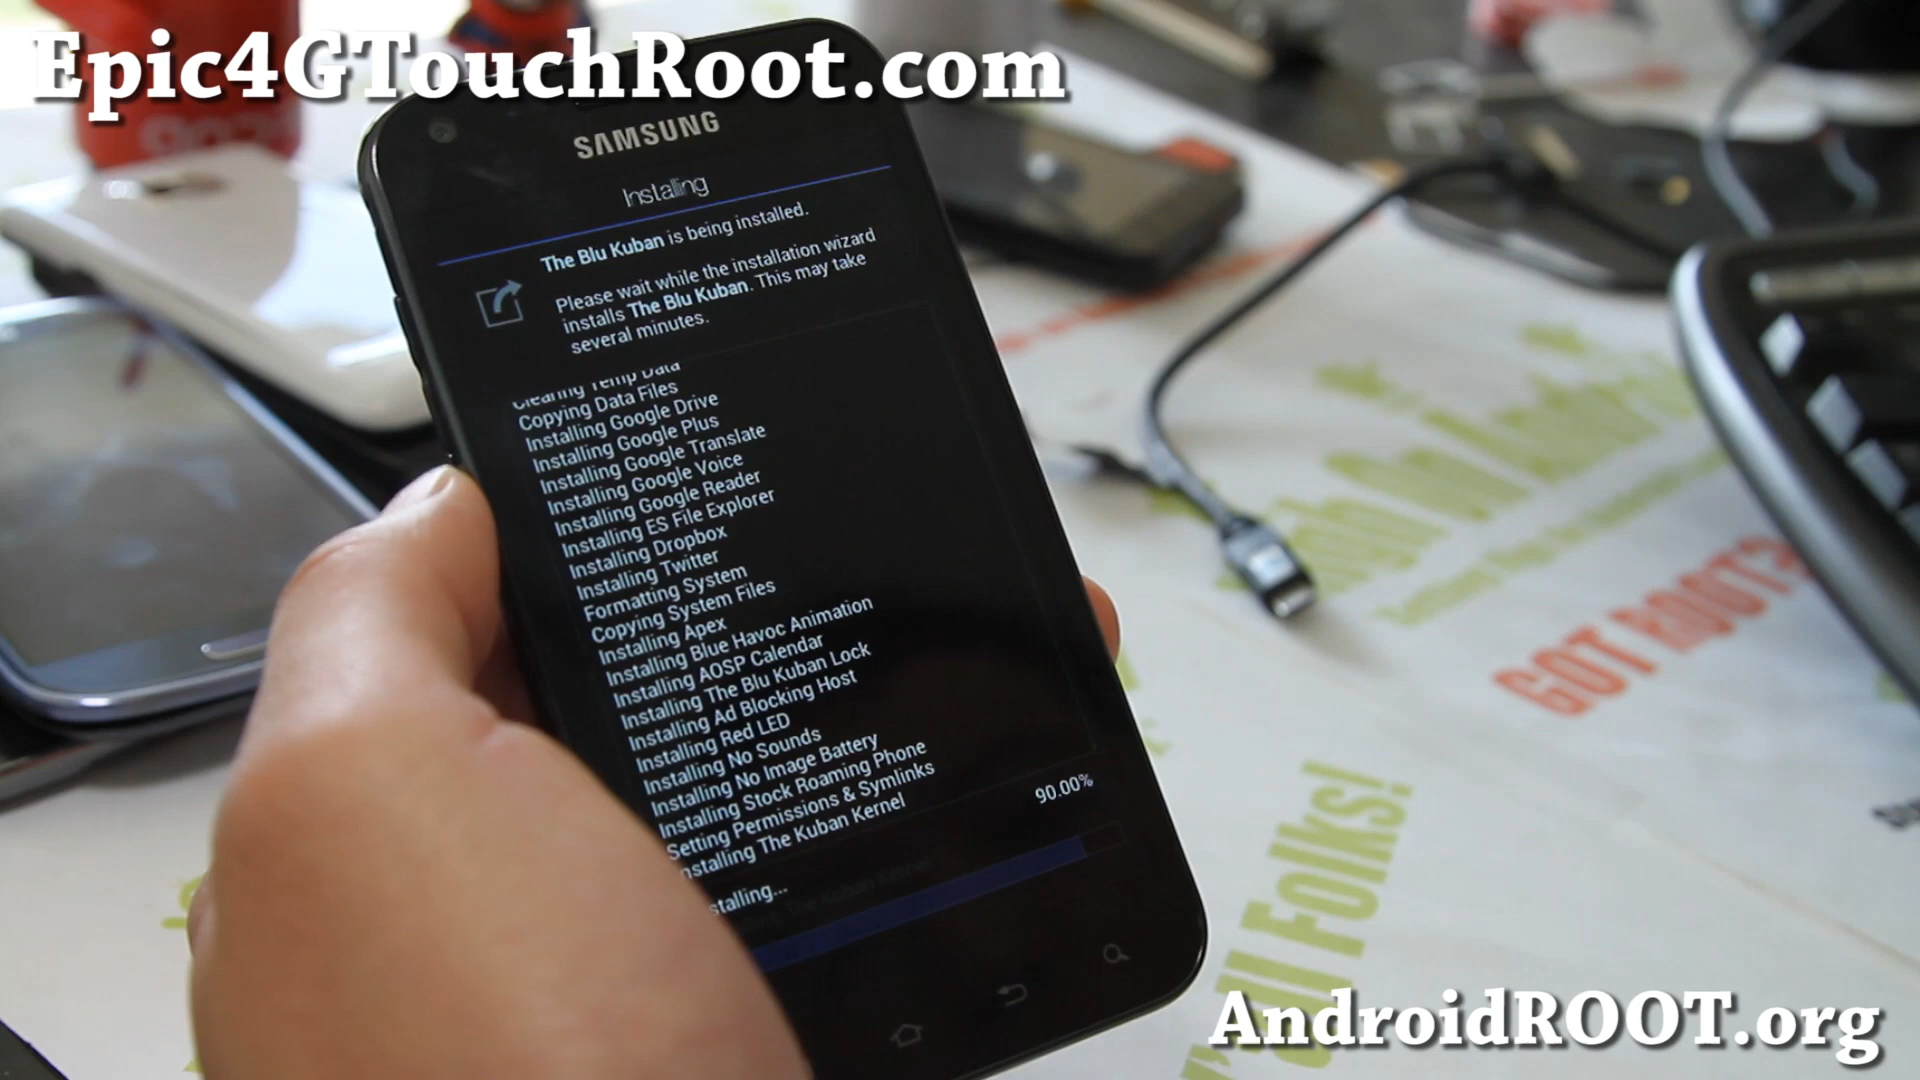 Epic4GTouchRoot.com
SAMSUNG
Installing
The Blu Kuban is being installed.
Please wait while the installation wizard
installs The Blu Kuban. This may take
several minutes.
Clearing Temp Data
Copying Data Files
Installing Google Drive
Installing Google Plus
Installing Google Translate
Installing Google Voice
Installing Google Reader
Installing ES File Explorer
Installing Dropbox
Installing Twitter
Formatting System
Copying System Files
Installing Apex
Installing Blue Havoc Animation
Installing AOSP Calendar
Installing The Blu Kuban Lock
Installing Ad Blocking Host
Installing Red LED
Installing No Sounds
Installing No Image Battery
Installing Stock Roaming Phone
Setting Permissions & Symlinks
nstalling The Kuban Kernel
90.00%
stalling...
GOT ROOT?
Folks!
AndroidROOT.org